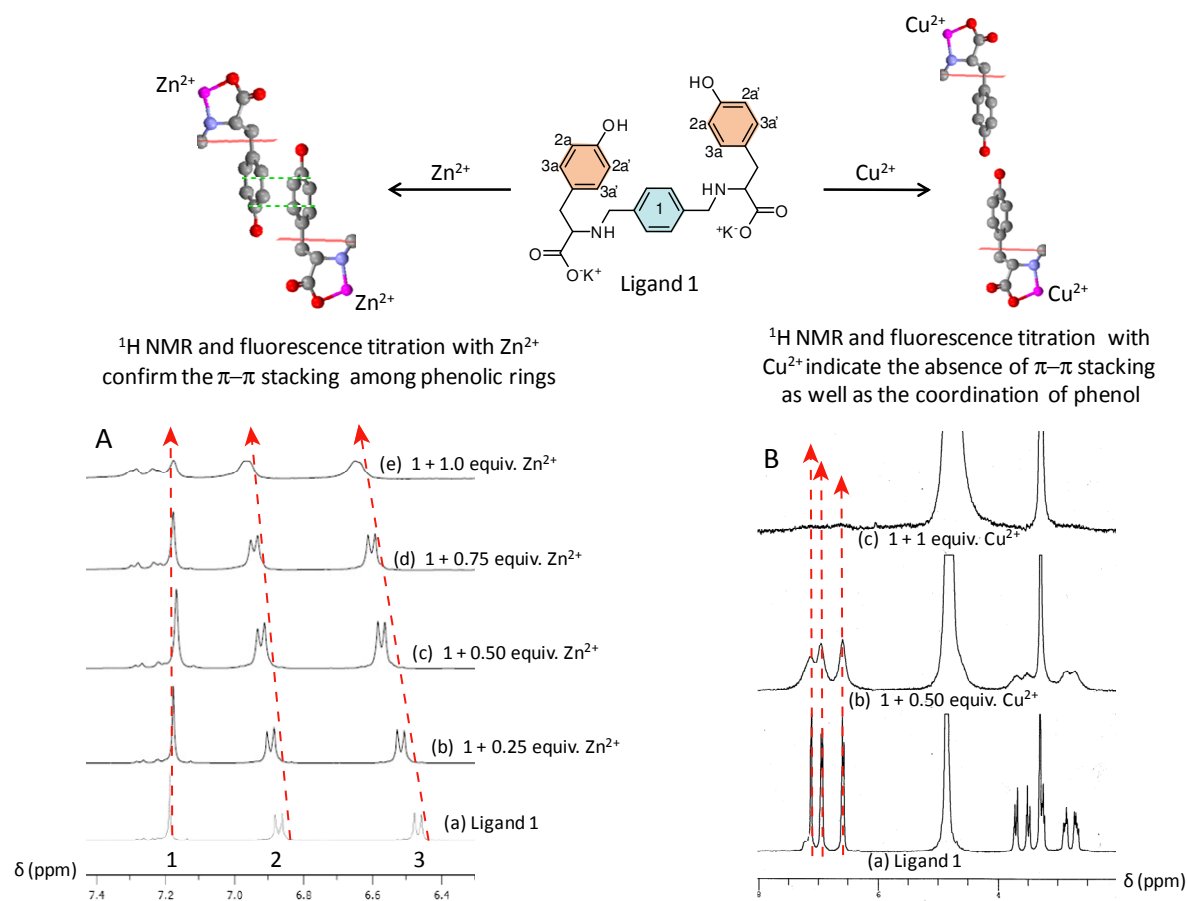 Zn²⁺
Zn²⁺
Zn²⁺
HO
2a'
2a
3a'
3a
OH
2a
3a
2a'
3a'
1
NH
O
O⁻K⁺
HN
O
⁺K⁻O
Ligand 1
Cu²⁺
Cu²⁺
Cu²⁺
¹H NMR and fluorescence titration with Zn²⁺
confirm the π–π stacking among phenolic rings
¹H NMR and fluorescence titration with
Cu²⁺ indicate the absence of π–π stacking
as well as the coordination of phenol
A
(e) 1 + 1.0 equiv. Zn²⁺
(d) 1 + 0.75 equiv. Zn²⁺
(c) 1 + 0.50 equiv. Zn²⁺
(b) 1 + 0.25 equiv. Zn²⁺
(a) Ligand 1
1 2 3
δ (ppm)
7.4 7.2 7.0 6.8 6.6 6.4
B
(c) 1 + 1 equiv. Cu²⁺
(b) 1 + 0.50 equiv. Cu²⁺
(a) Ligand 1
δ (ppm)
8 6 4